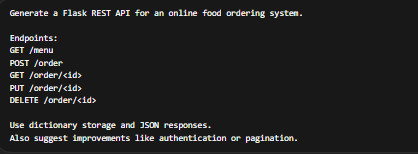 Generate a Flask REST API for an online food ordering system.
Endpoints:
GET /menu
POST /order
GET /order/<id>
PUT /order/<id>
DELETE /order/<id>
Use dictionary storage and JSON responses.
Also suggest improvements like authentication or pagination.